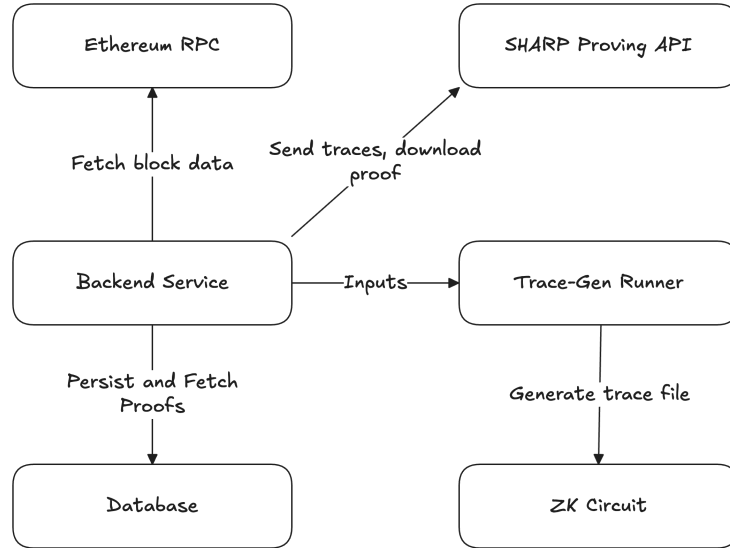 Ethereum RPC
SHARP Proving API
Fetch block data
Send traces, download
proof
Backend Service
Inputs
Trace-Gen Runner
Persist and Fetch
Proofs
Generate trace file
Database
ZK Circuit